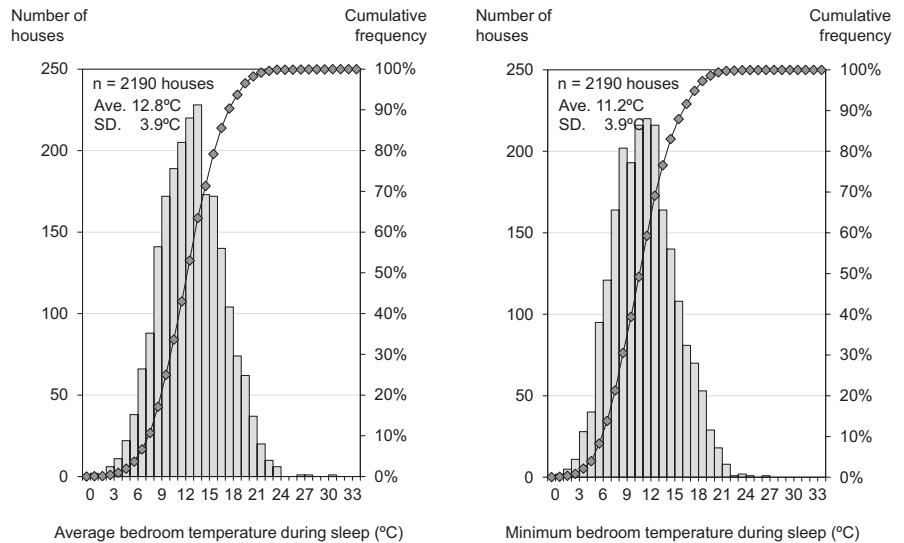 Number of
houses
Cumulative
frequency
250
200
150
100
50
0
n = 2190 houses
Ave. 12.8ºC
SD. 3.9ºC
100%
90%
80%
70%
60%
50%
40%
30%
20%
10%
0%
0 3 6 9 12 15 18 21 24 27 30 33
Average bedroom temperature during sleep (ºC)
Number of
houses
Cumulative
frequency
250
200
150
100
50
0
n = 2190 houses
Ave. 11.2ºC
SD. 3.9ºC
100%
90%
80%
70%
60%
50%
40%
30%
20%
10%
0%
0 3 6 9 12 15 18 21 24 27 30 33
Minimum bedroom temperature during sleep (ºC)